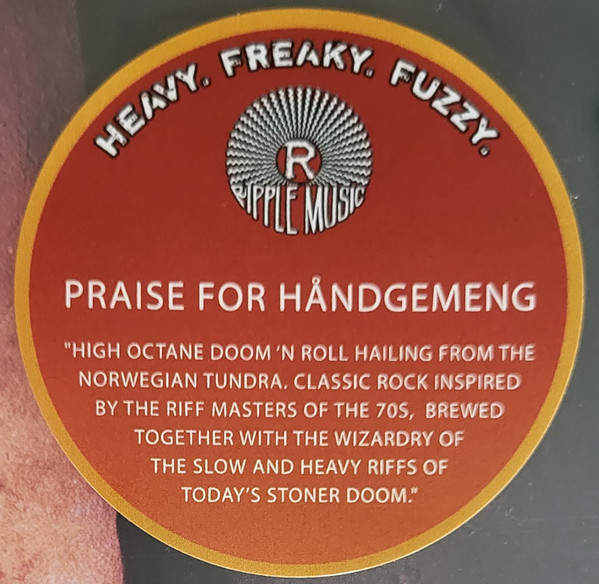 HEAVY. FREAKY. FUZZY.
R
RIPPLE MUSIC
PRAISE FOR HÅNDGEMENG
"HIGH OCTANE DOOM 'N ROLL HAILING FROM THE
NORWEGIAN TUNDRA. CLASSIC ROCK INSPIRED
BY THE RIFF MASTERS OF THE 70S, BREWED
TOGETHER WITH THE WIZARDRY OF
THE SLOW AND HEAVY RIFFS OF
TODAY'S STONER DOOM."